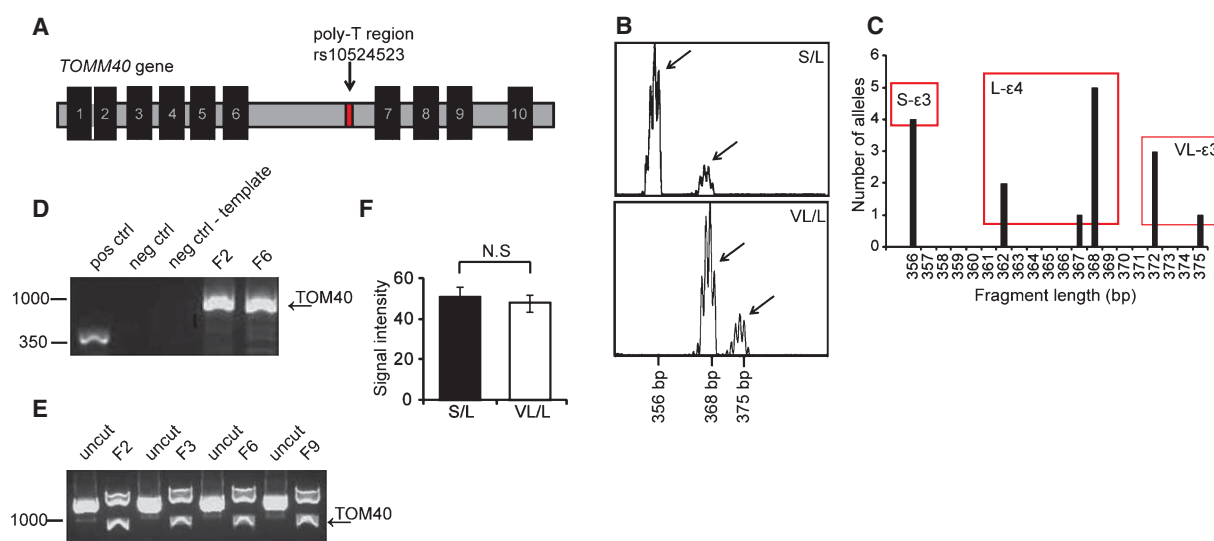 A
poly-T region
rs10524523
TOMM40 gene
1 2 3 4 5 6 7 8 9 10
B
S/L
VL/L
356 bp
368 bp
375 bp
C
6
5
4
3
2
1
0
Number of alleles
S-ε3
L-ε4
VL-ε3
356 357 358 359 360 361 362 363 364 365 366 367 368 369 370 371 372 373 374 375
Fragment length (bp)
D
pos ctrl
neg ctrl
neg ctrl - template
F2
F6
1000
350
TOM40
F
N.S
60
40
20
0
Signal intensity
S/L
VL/L
E
uncut
F2
uncut
F3
uncut
F6
uncut
F9
1000
TOM40